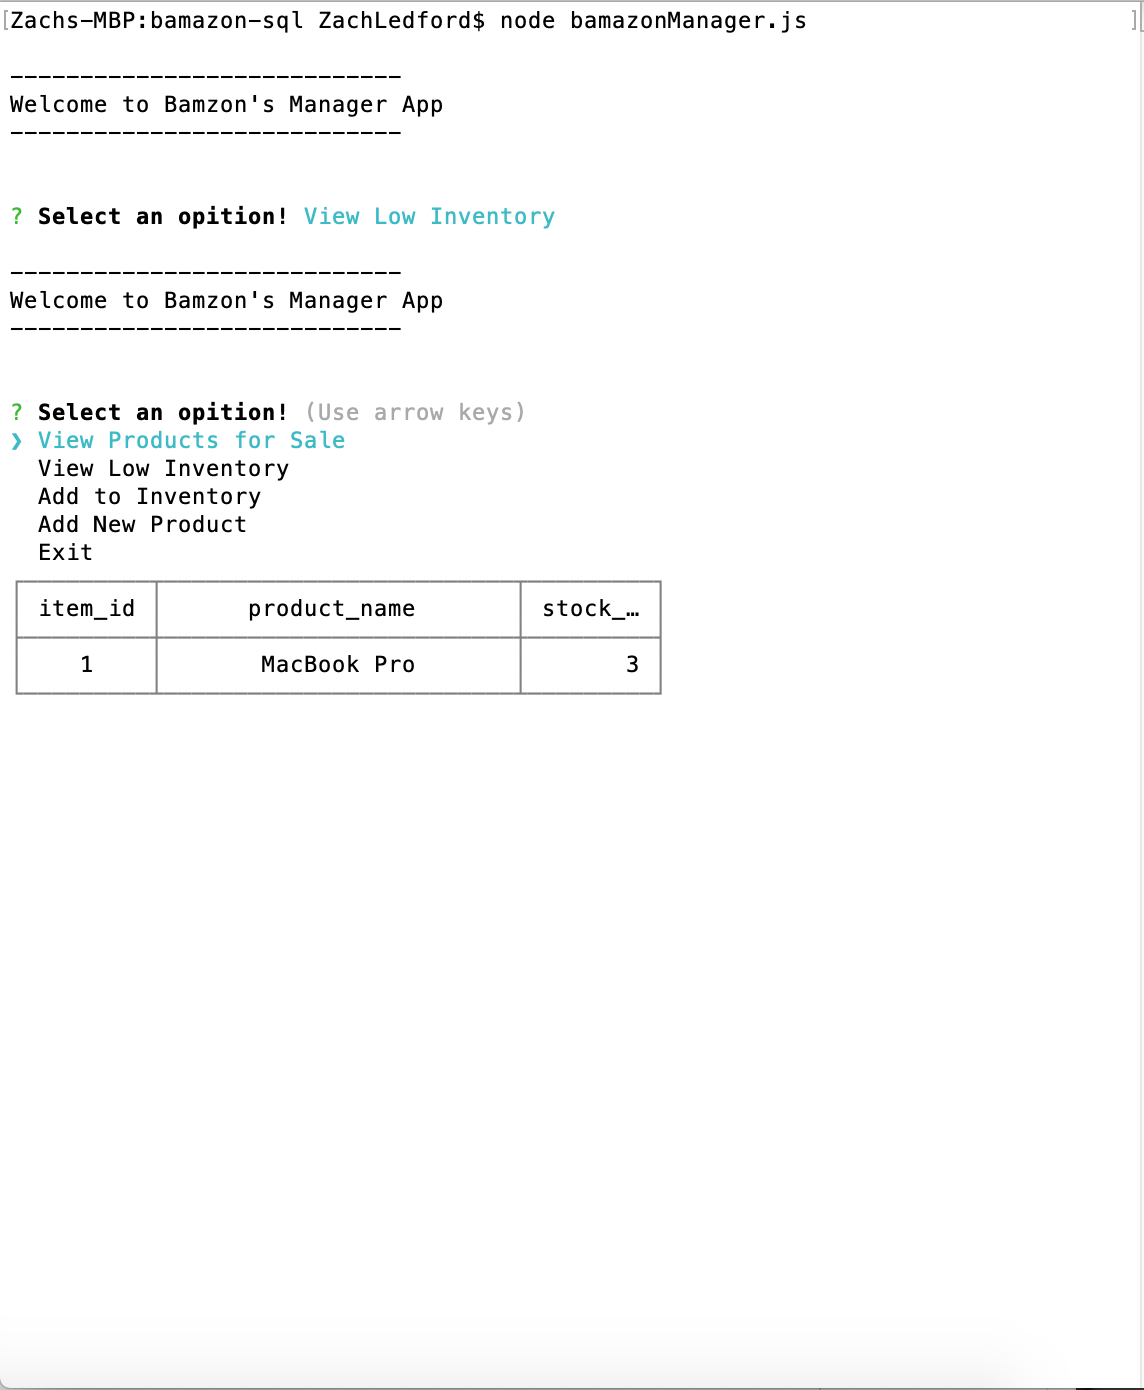 [Zachs-MBP:bamazon-sql ZachLedford$ node bamazonManager.js ]
----------------------------
Welcome to Bamzon's Manager App
----------------------------
? Select an opition! View Low Inventory
----------------------------
Welcome to Bamzon's Manager App
----------------------------
? Select an opition! (Use arrow keys)
❯ View Products for Sale
View Low Inventory
Add to Inventory
Add New Product
Exit
item_id product_name stock_…
1 MacBook Pro 3